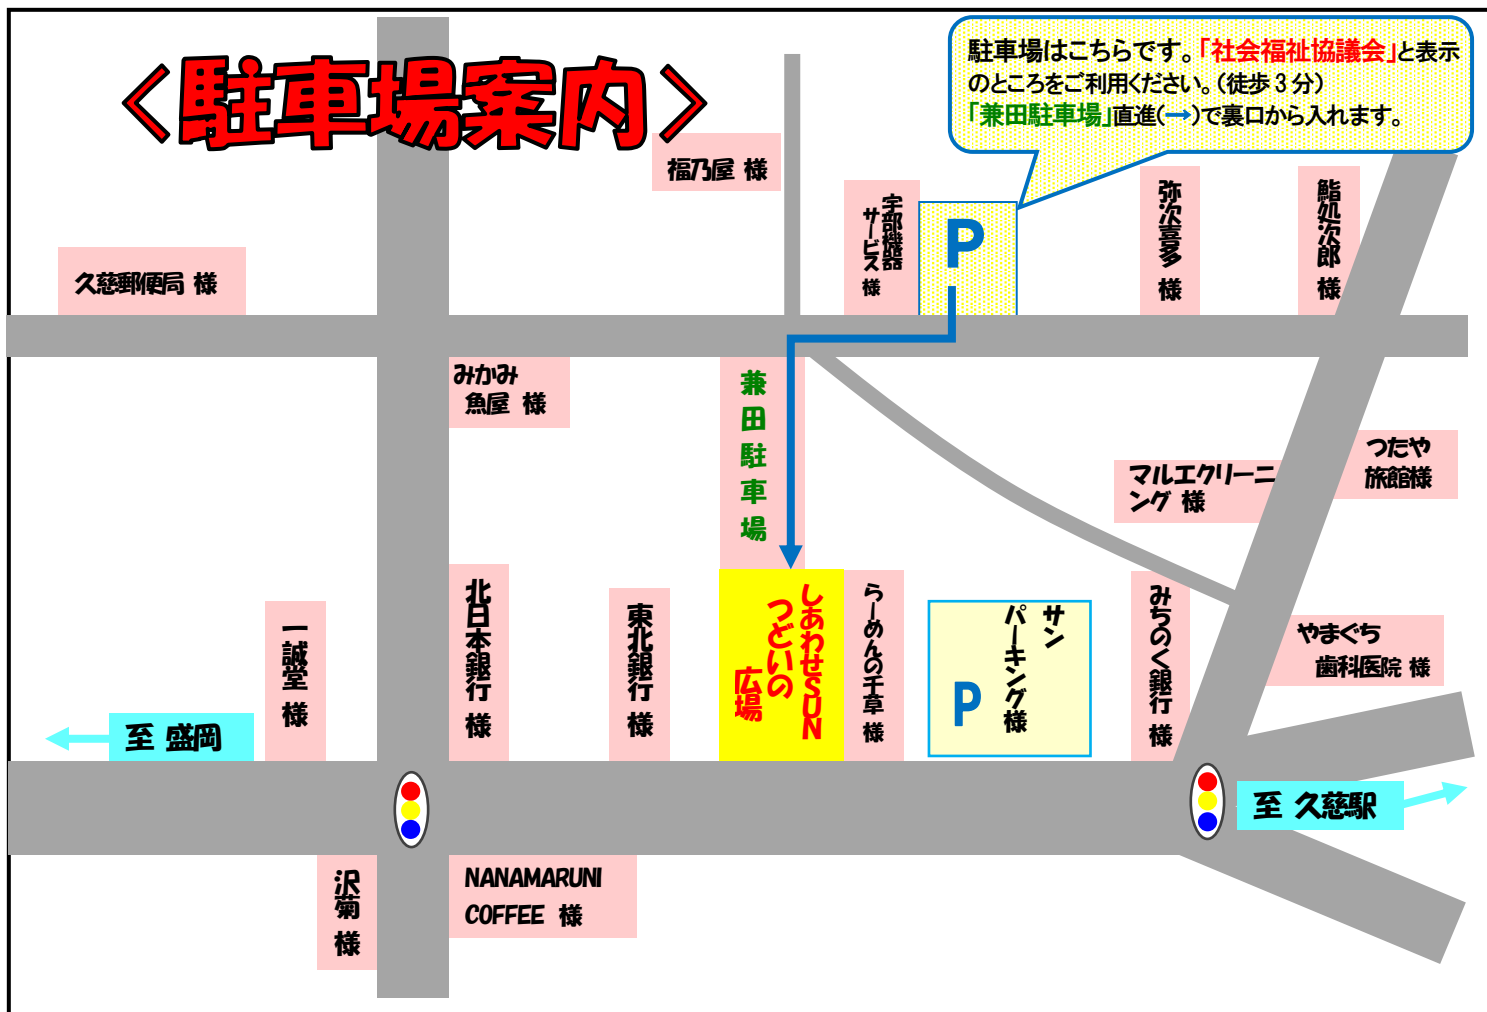 ＜駐車場案内＞
駐車場はこちらです。「社会福祉協議会」と表示
のところをご利用ください。(徒歩３分)
「兼田駐車場」直進(→)で裏口から入れます。
福乃屋 様
宇部機器
サービス 様
P
弥次喜多 様
鮨処次郎 様
久慈郵便局 様
みかみ
魚屋 様
兼田駐車場
つたや
旅館様
マルエクリーニ
ング 様
一誠堂 様
北日本銀行 様
東北銀行 様
しあわせSUN
つどいの
広場
らーめんの千草 様
サン
パーキング様
P
みちのく銀行 様
やまぐち
歯科医院 様
至 盛岡
至 久慈駅
沢菊 様
NANAMARUNI
COFFEE 様